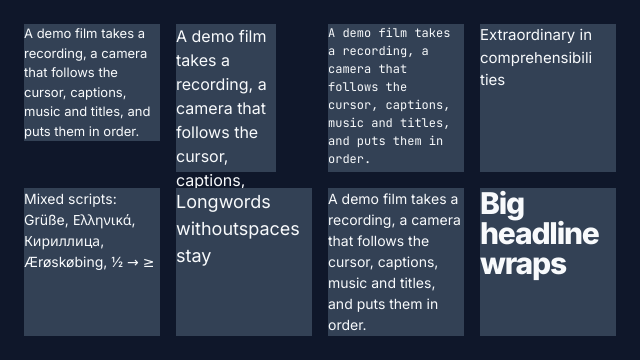 A demo film takes a
recording, a camera
that follows the
cursor, captions,
music and titles, and
puts them in order.
A demo film
takes a
recording, a
camera that
follows the
cursor,
captions,
A demo film takes
a recording, a
camera that
follows the
cursor, captions,
music and titles,
and puts them in
order.
Extraordinary in
comprehensibili
ties
Mixed scripts:
Grüße, Ελληνικά,
Кириллица,
Ærøskøbing, ½ → ≥
Longwords
withoutspaces
stay
A demo film takes a
recording, a camera
that follows the
cursor, captions,
music and titles,
and puts them in
order.
Big
headline
wraps